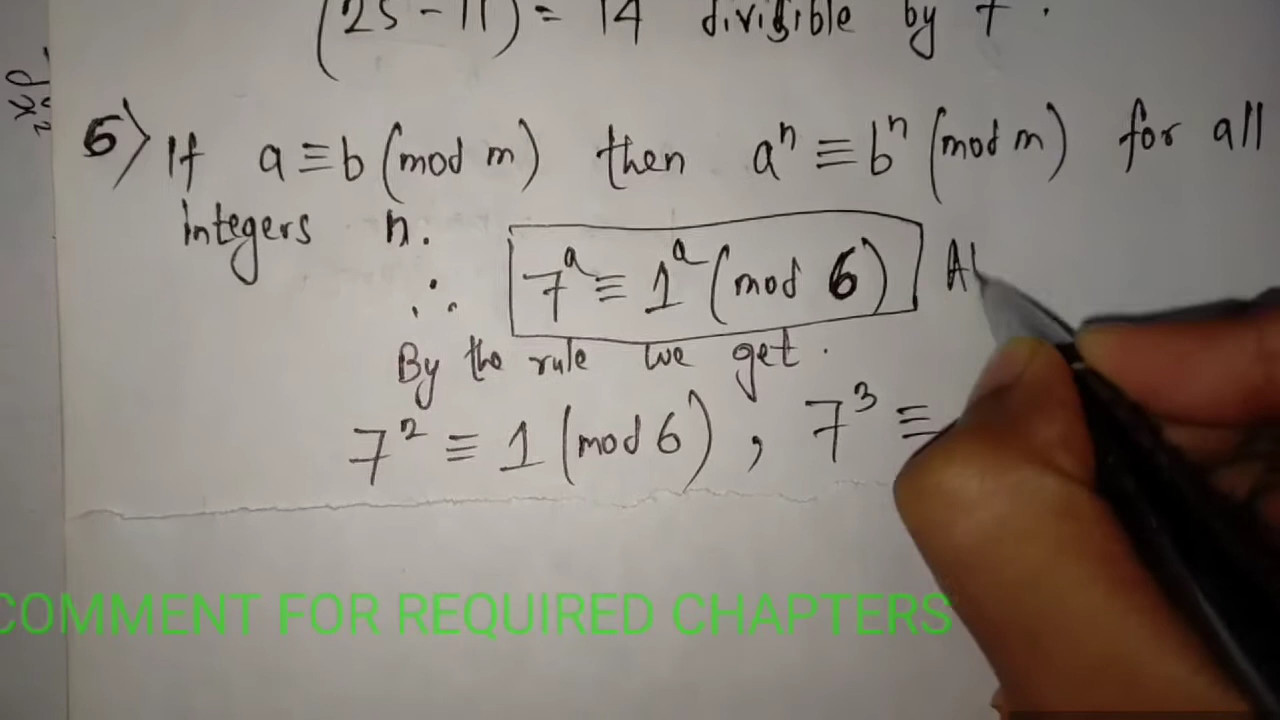 (25 - 11) = 14 divisible by 7.
5) If a ≡ b (mod m) then aⁿ ≡ bⁿ (mod m) for all
integers n.
∴ 7ᵃ ≡ 1ᵃ (mod 6) Al
By the rule we get.
7² ≡ 1 (mod 6), 7³ ≡
COMMENT FOR REQUIRED CHAPTERS